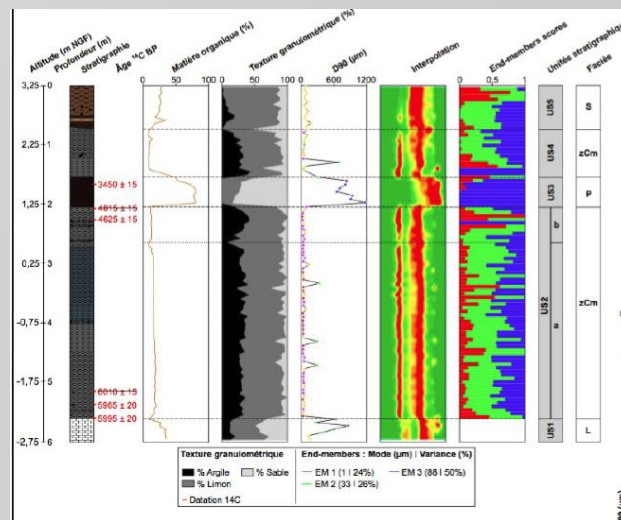 Altitude (m NGF)
Profondeur (m)
Stratigraphie
Âge ¹⁴C BP
Matière organique (%)
Texture granulométrique (%)
D90 (µm)
Interpolation
End-members scores
Unités stratigraphiques
Faciès
0 50 100
0 50 100
0 600 1200
0 0,5 1
3,25 0
2,25 1
1,25 2
0,25 3
-0,75 4
-1,75 5
-2,75 6
3450 ± 15
4815 ± 15
4625 ± 15
6010 ± 15
5965 ± 20
5995 ± 20
US5 S
US4 zCm
US3 P
US2 zCm
a
US1 L
Texture granulométrique
% Argile % Sable
% Limon
Datation 14C
End-members : Mode (µm) | Variance (%)
EM 1 (1 | 24%) EM 3 (88 | 50%)
EM 2 (33 | 26%)